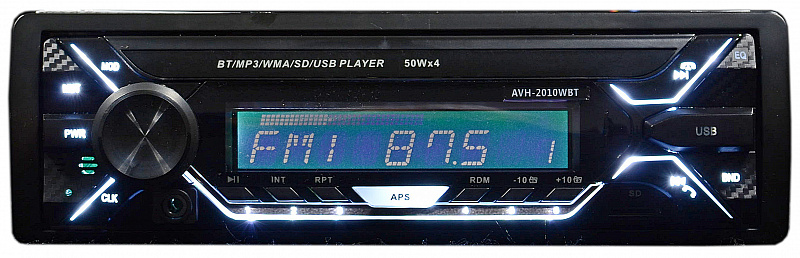 BT/MP3/WMA/SD/USB PLAYER 50Wx4
EQ
MOD
AVH-2010WBT
PWR
FM1 87.5 1
USB
INT RPT RDM -10 +10
BND
CLK
APS
SD